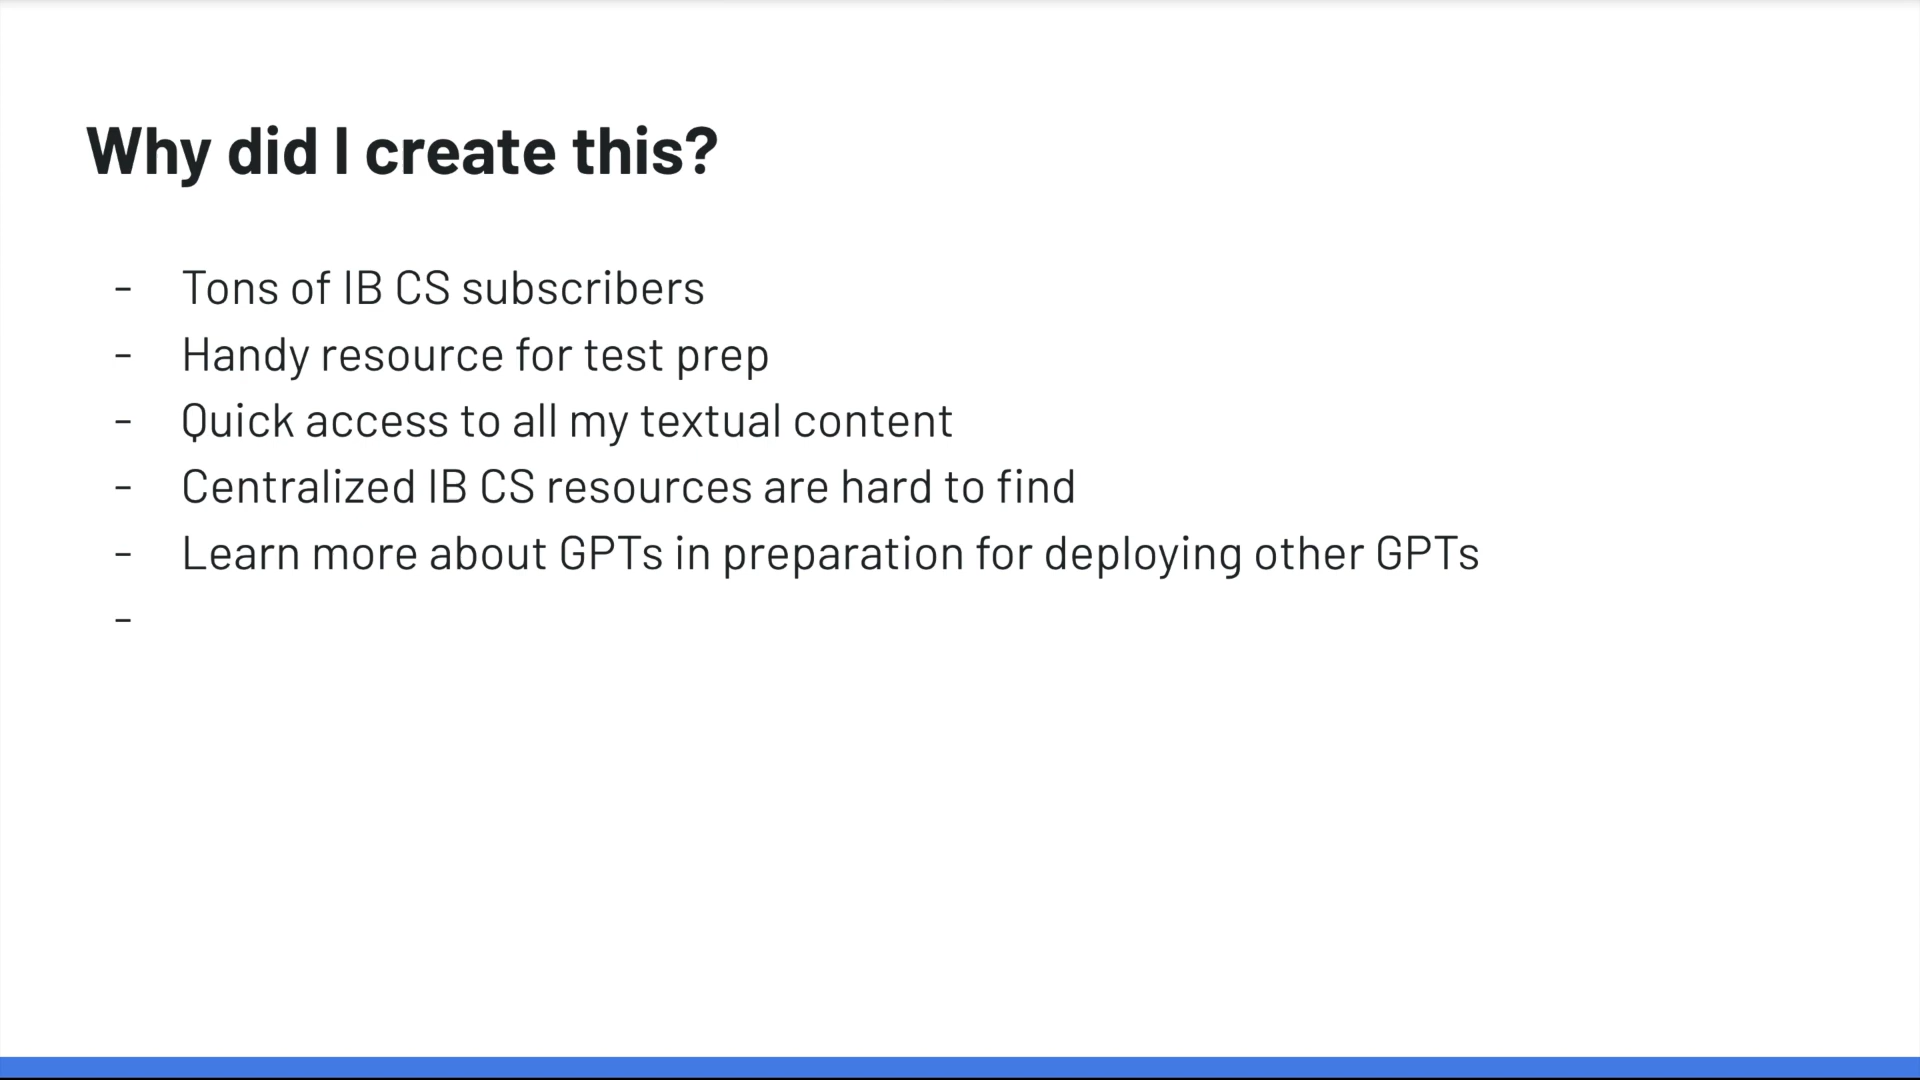 Why did I create this?
- Tons of IB CS subscribers
- Handy resource for test prep
- Quick access to all my textual content
- Centralized IB CS resources are hard to find
- Learn more about GPTs in preparation for deploying other GPTs
-